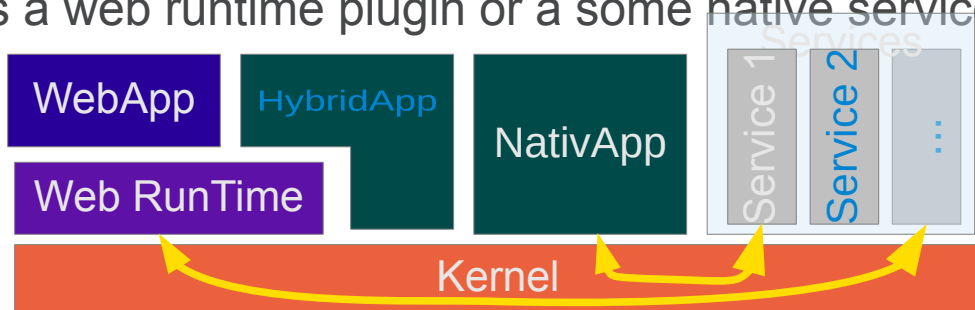 s a web runtime plugin or a some native servic
Services
WebApp
HybridApp
NativApp
Service 1
Service 2
...
Web RunTime
Kernel